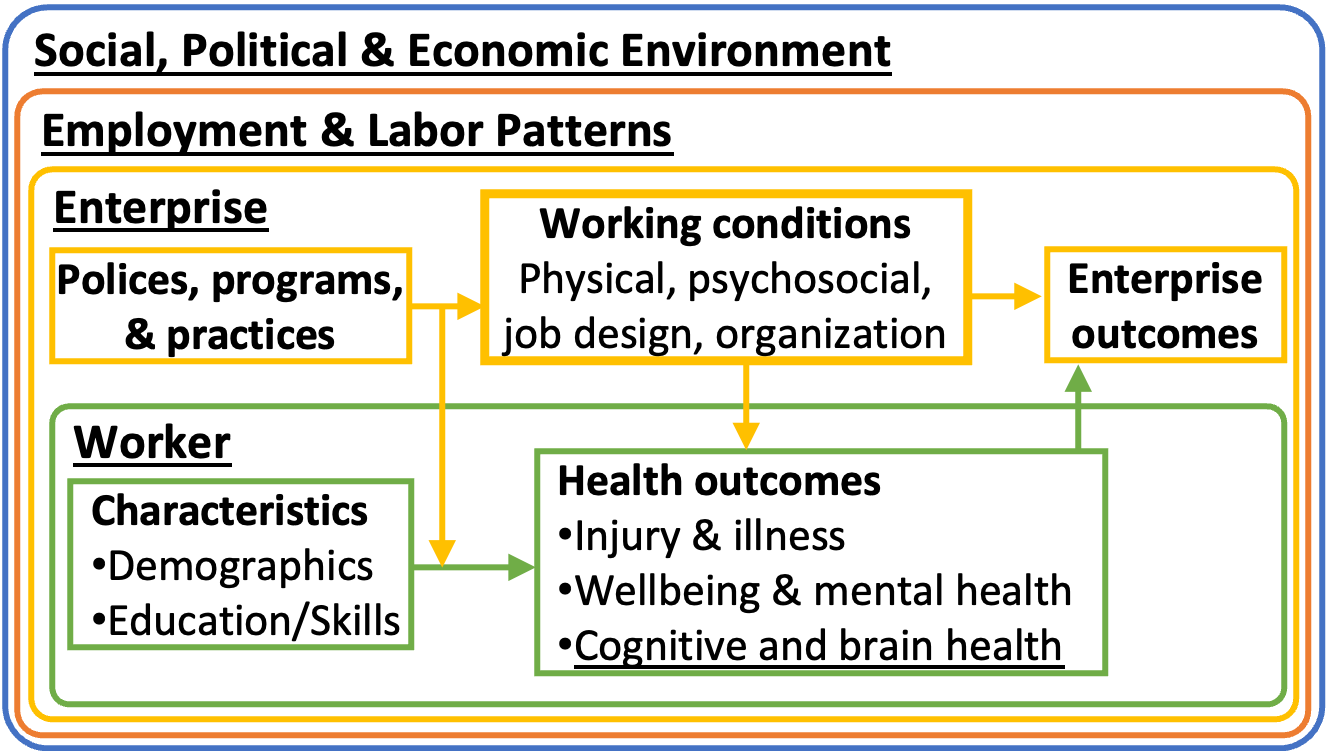 Social, Political & Economic Environment
Employment & Labor Patterns
Enterprise
Polices, programs,
& practices
Working conditions
Physical, psychosocial,
job design, organization
Enterprise
outcomes
Worker
Characteristics
•Demographics
•Education/Skills
Health outcomes
•Injury & illness
•Wellbeing & mental health
•Cognitive and brain health